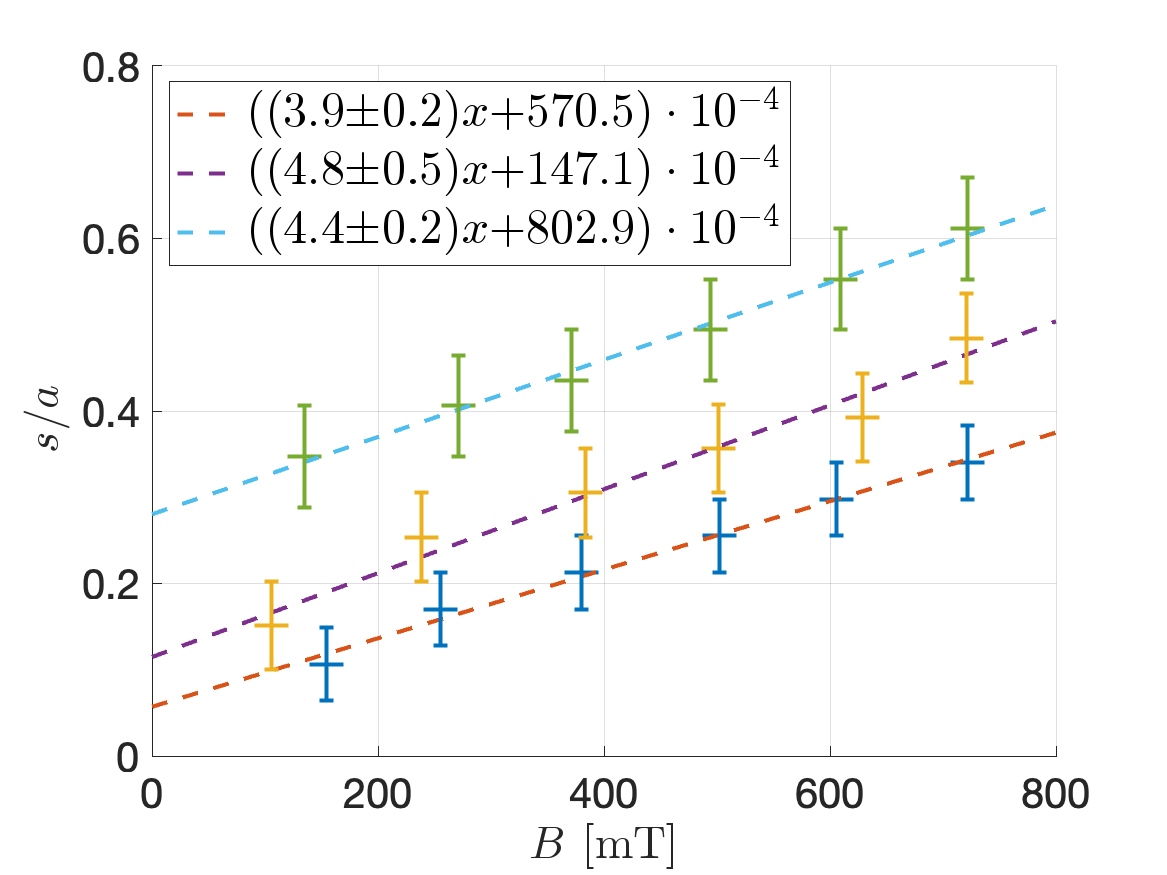 0.8
((3.9±0.2)x+570.5) · 10⁻⁴
((4.8±0.5)x+147.1) · 10⁻⁴
((4.4±0.2)x+802.9) · 10⁻⁴
0.6
s/a
0.4
0.2
0
0 200 400 600 800
B [mT]